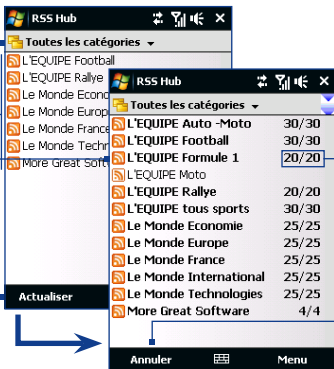 RSS Hub
Toutes les catégories
L'EQUIPE Football
L'EQUIPE Rallye
Le Monde Econo
Le Monde Europ
Le Monde France
Le Monde Techn
More Great Soft
Actualiser
RSS Hub
Toutes les catégories
L'EQUIPE Auto -Moto 30/30
L'EQUIPE Football 30/30
L'EQUIPE Formule 1 20/20
L'EQUIPE Moto
L'EQUIPE Rallye 20/20
L'EQUIPE tous sports 30/30
Le Monde Economie 25/25
Le Monde Europe 25/25
Le Monde France 25/25
Le Monde International 25/25
Le Monde Technologies 25/25
More Great Software 4/4
Annuler Menu